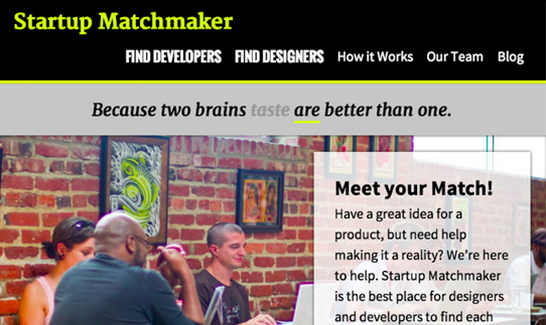 Startup Matchmaker
FIND DEVELOPERS FIND DESIGNERS How it Works Our Team Blog
Because two brains taste are better than one.
Meet your Match!
Have a great idea for a
product, but need help
making it a reality? We're here
to help. Startup Matchmaker
is the best place for designers
and developers to find each